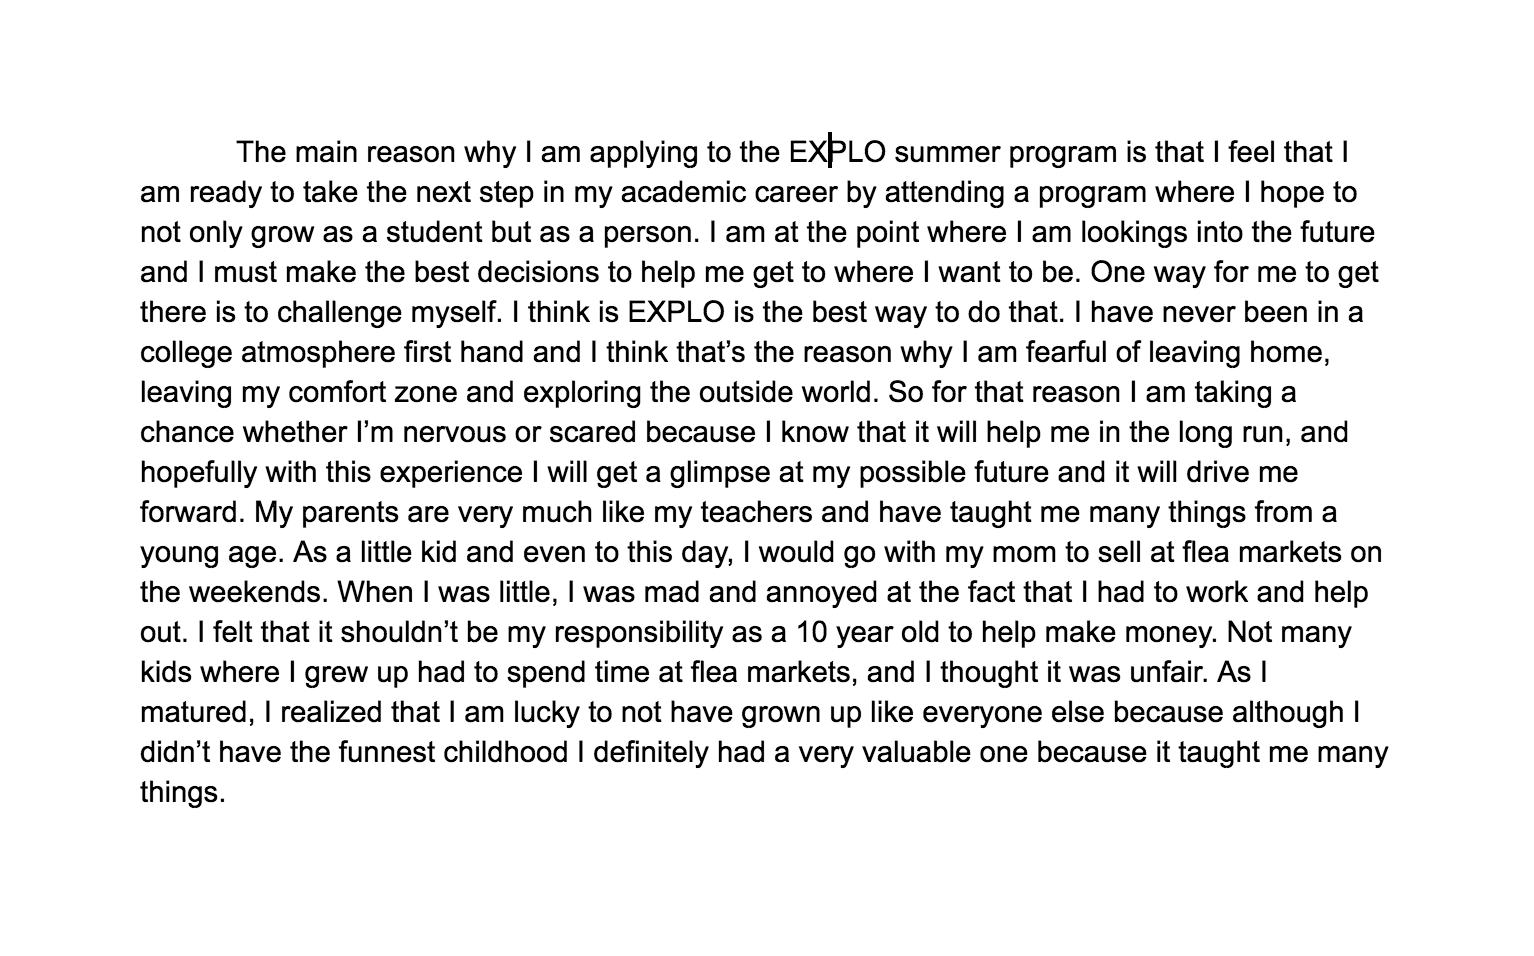 The main reason why I am applying to the EXPLO summer program is that I feel that I
am ready to take the next step in my academic career by attending a program where I hope to
not only grow as a student but as a person. I am at the point where I am lookings into the future
and I must make the best decisions to help me get to where I want to be. One way for me to get
there is to challenge myself. I think is EXPLO is the best way to do that. I have never been in a
college atmosphere first hand and I think that’s the reason why I am fearful of leaving home,
leaving my comfort zone and exploring the outside world. So for that reason I am taking a
chance whether I’m nervous or scared because I know that it will help me in the long run, and
hopefully with this experience I will get a glimpse at my possible future and it will drive me
forward. My parents are very much like my teachers and have taught me many things from a
young age. As a little kid and even to this day, I would go with my mom to sell at flea markets on
the weekends. When I was little, I was mad and annoyed at the fact that I had to work and help
out. I felt that it shouldn’t be my responsibility as a 10 year old to help make money. Not many
kids where I grew up had to spend time at flea markets, and I thought it was unfair. As I
matured, I realized that I am lucky to not have grown up like everyone else because although I
didn’t have the funnest childhood I definitely had a very valuable one because it taught me many
things.